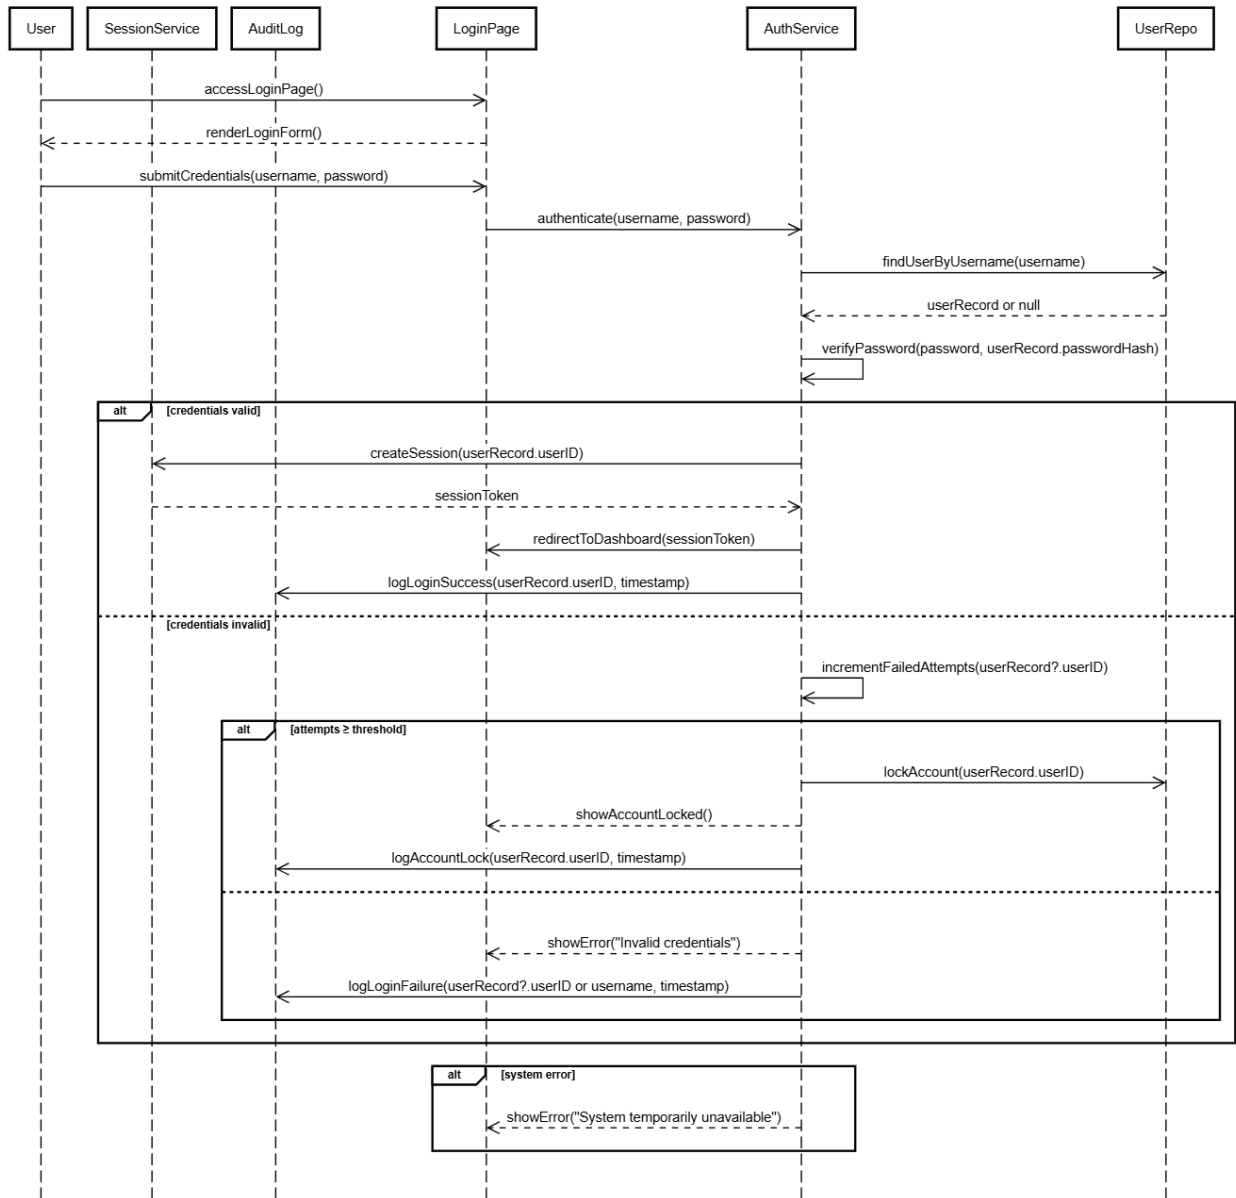 User
SessionService
AuditLog
LoginPage
AuthService
UserRepo
accessLoginPage()
renderLoginForm()
submitCredentials(username, password)
authenticate(username, password)
findUserByUsername(username)
userRecord or null
verifyPassword(password, userRecord.passwordHash)
alt
[credentials valid]
createSession(userRecord.userID)
sessionToken
redirectToDashboard(sessionToken)
logLoginSuccess(userRecord.userID, timestamp)
[credentials invalid]
incrementFailedAttempts(userRecord?.userID)
alt
[attempts ≥ threshold]
lockAccount(userRecord.userID)
showAccountLocked()
logAccountLock(userRecord.userID, timestamp)
showError("Invalid credentials")
logLoginFailure(userRecord?.userID or username, timestamp)
alt
[system error]
showError("System temporarily unavailable")